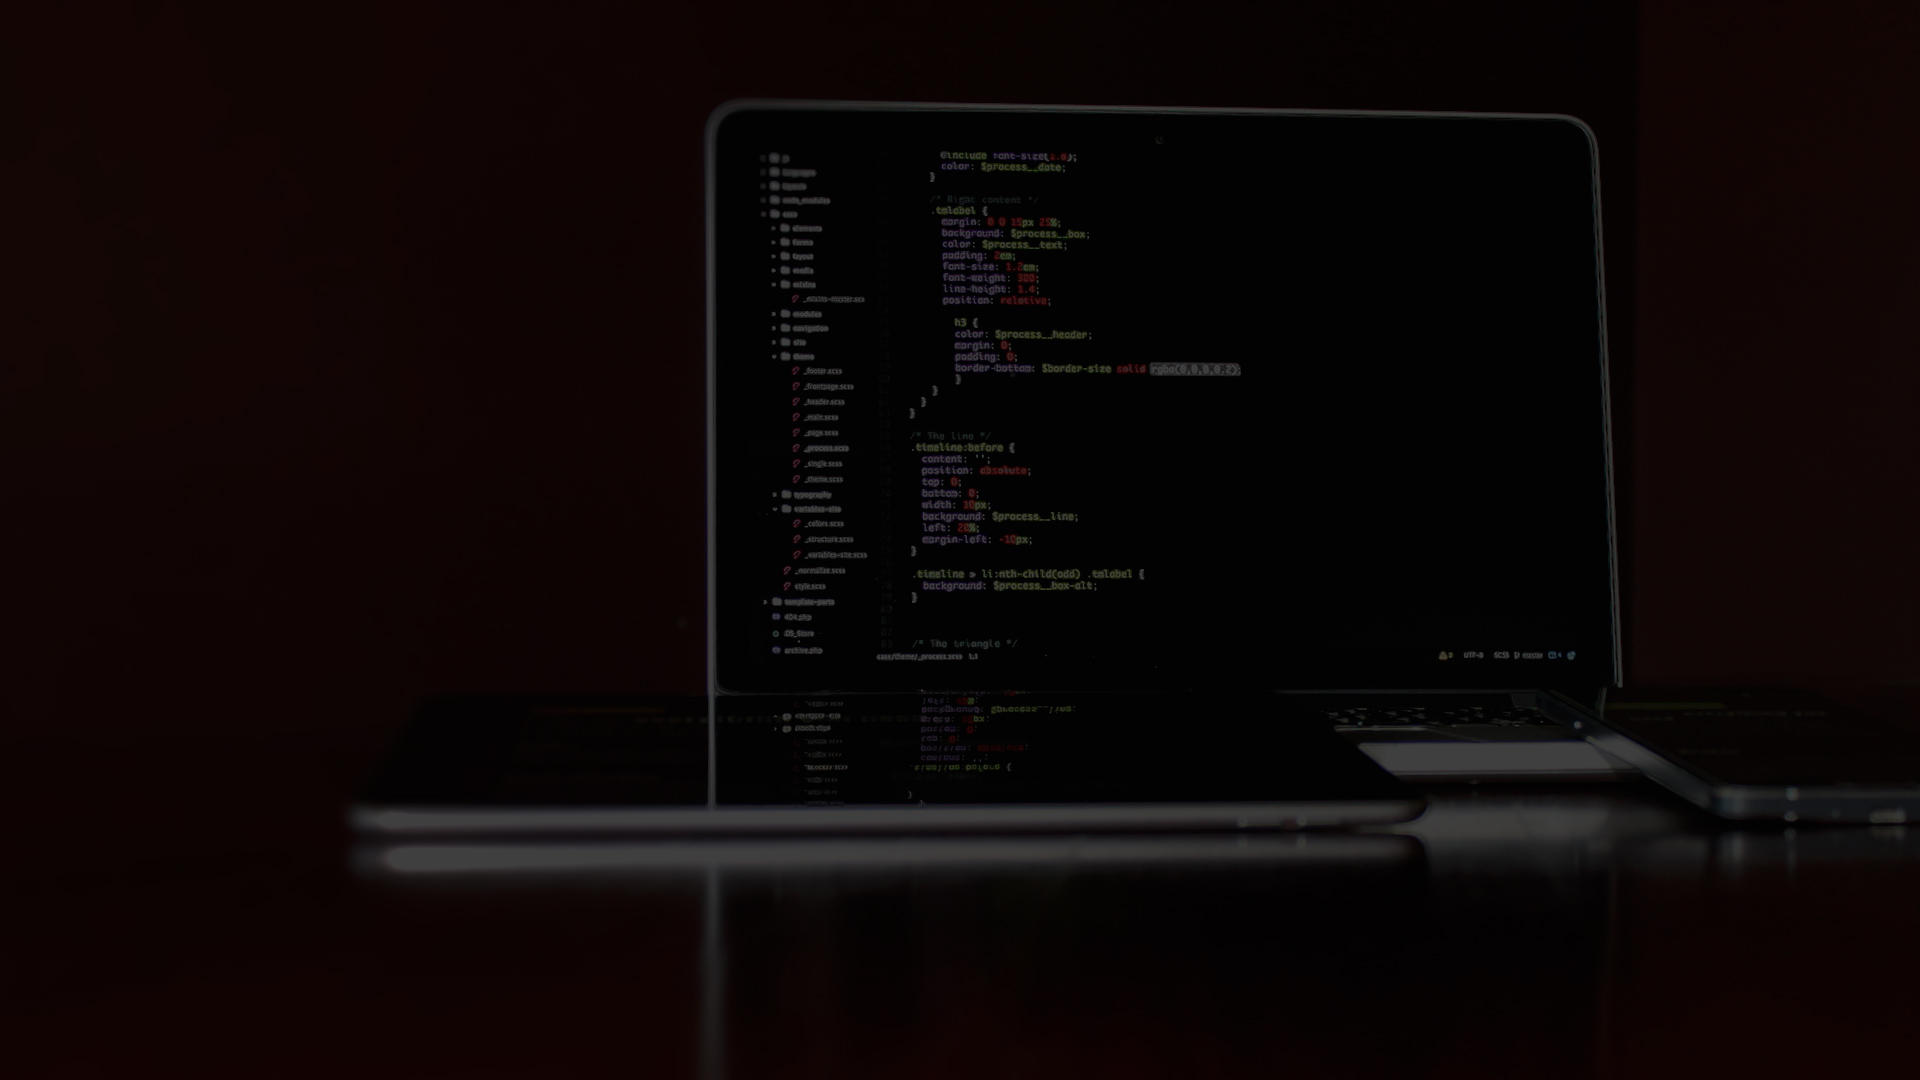 js
languages
layouts
node_modules
sass
elements
forms
layout
media
mixins
_mixins-master.scss
modules
navigation
site
theme
_footer.scss
_frontpage.scss
_header.scss
_main.scss
_page.scss
_process.scss
_single.scss
_theme.scss
typography
variables-site
_colors.scss
_structure.scss
_variables-site.scss
_normalize.scss
style.scss
template-parts
404.php
.DS_Store
archive.php
@include font-size(1.6);
color: $process__date;
}
/* Right content */
.tmlabel {
margin: 0 0 15px 25%;
background: $process__box;
color: $process__text;
padding: 2em;
font-size: 1.2em;
font-weight: 300;
line-height: 1.4;
position: relative;
h3 {
color: $process__header;
margin: 0;
padding: 0;
border-bottom: $border-size solid rgba(0,0,0,0.2);
}
}
}
}
/* The line */
.timeline:before {
content: '';
position: absolute;
top: 0;
bottom: 0;
width: 10px;
background: $process__line;
left: 20%;
margin-left: -10px;
}
.timeline > li:nth-child(odd) .tmlabel {
background: $process__box-alt;
}
/* The triangle */
sass/theme/_process.scss 1:1
UTF-8 SCSS master